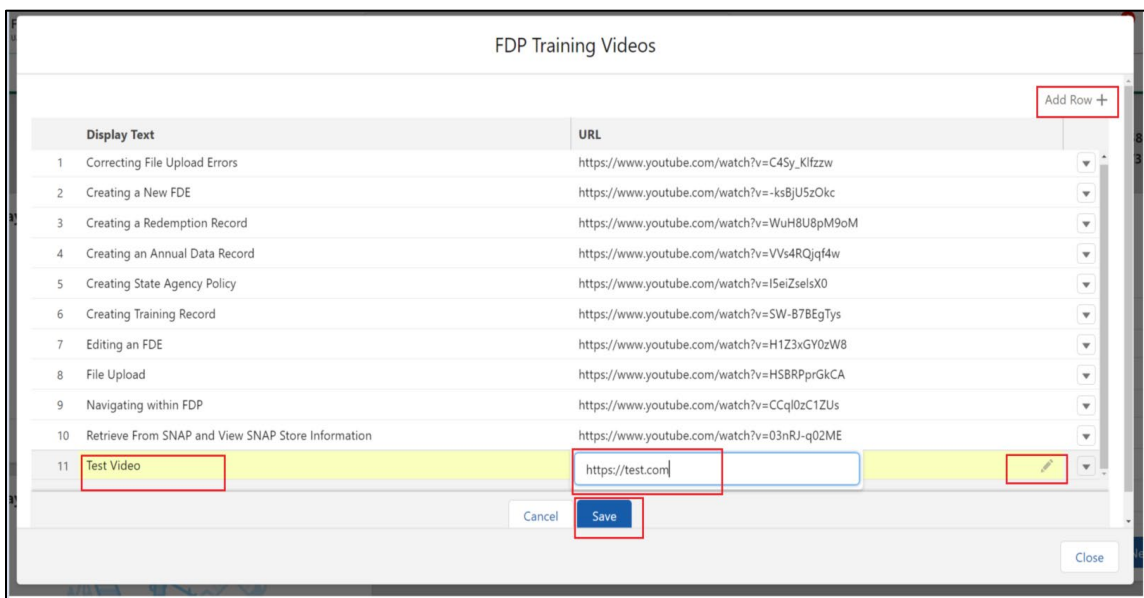 FDP Training Videos
Add Row +
Display Text URL
1 Correcting File Upload Errors https://www.youtube.com/watch?v=C4Sy_Klfzzw
2 Creating a New FDE https://www.youtube.com/watch?v=-ksBjU5zOkc
3 Creating a Redemption Record https://www.youtube.com/watch?v=WuH8U8pM9oM
4 Creating an Annual Data Record https://www.youtube.com/watch?v=VVs4RQjqf4w
5 Creating State Agency Policy https://www.youtube.com/watch?v=I5eiZselsX0
6 Creating Training Record https://www.youtube.com/watch?v=SW-B7BEgTys
7 Editing an FDE https://www.youtube.com/watch?v=H1Z3xGY0zW8
8 File Upload https://www.youtube.com/watch?v=HSBRPprGkCA
9 Navigating within FDP https://www.youtube.com/watch?v=CCql0zC1ZUs
10 Retrieve From SNAP and View SNAP Store Information https://www.youtube.com/watch?v=03nRJ-q02ME
11 Test Video https://test.com
Cancel Save
Close